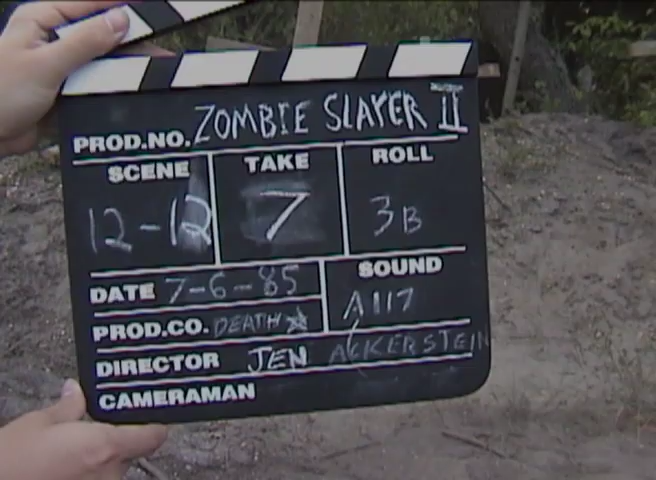 PROD.NO. ZOMBIE SLAYER II
SCENE TAKE ROLL
12-12 7 3B
DATE 7-6-85 SOUND
A117
PROD.CO. DEATH ☆
DIRECTOR JEN ACKERSTEIN
CAMERAMAN